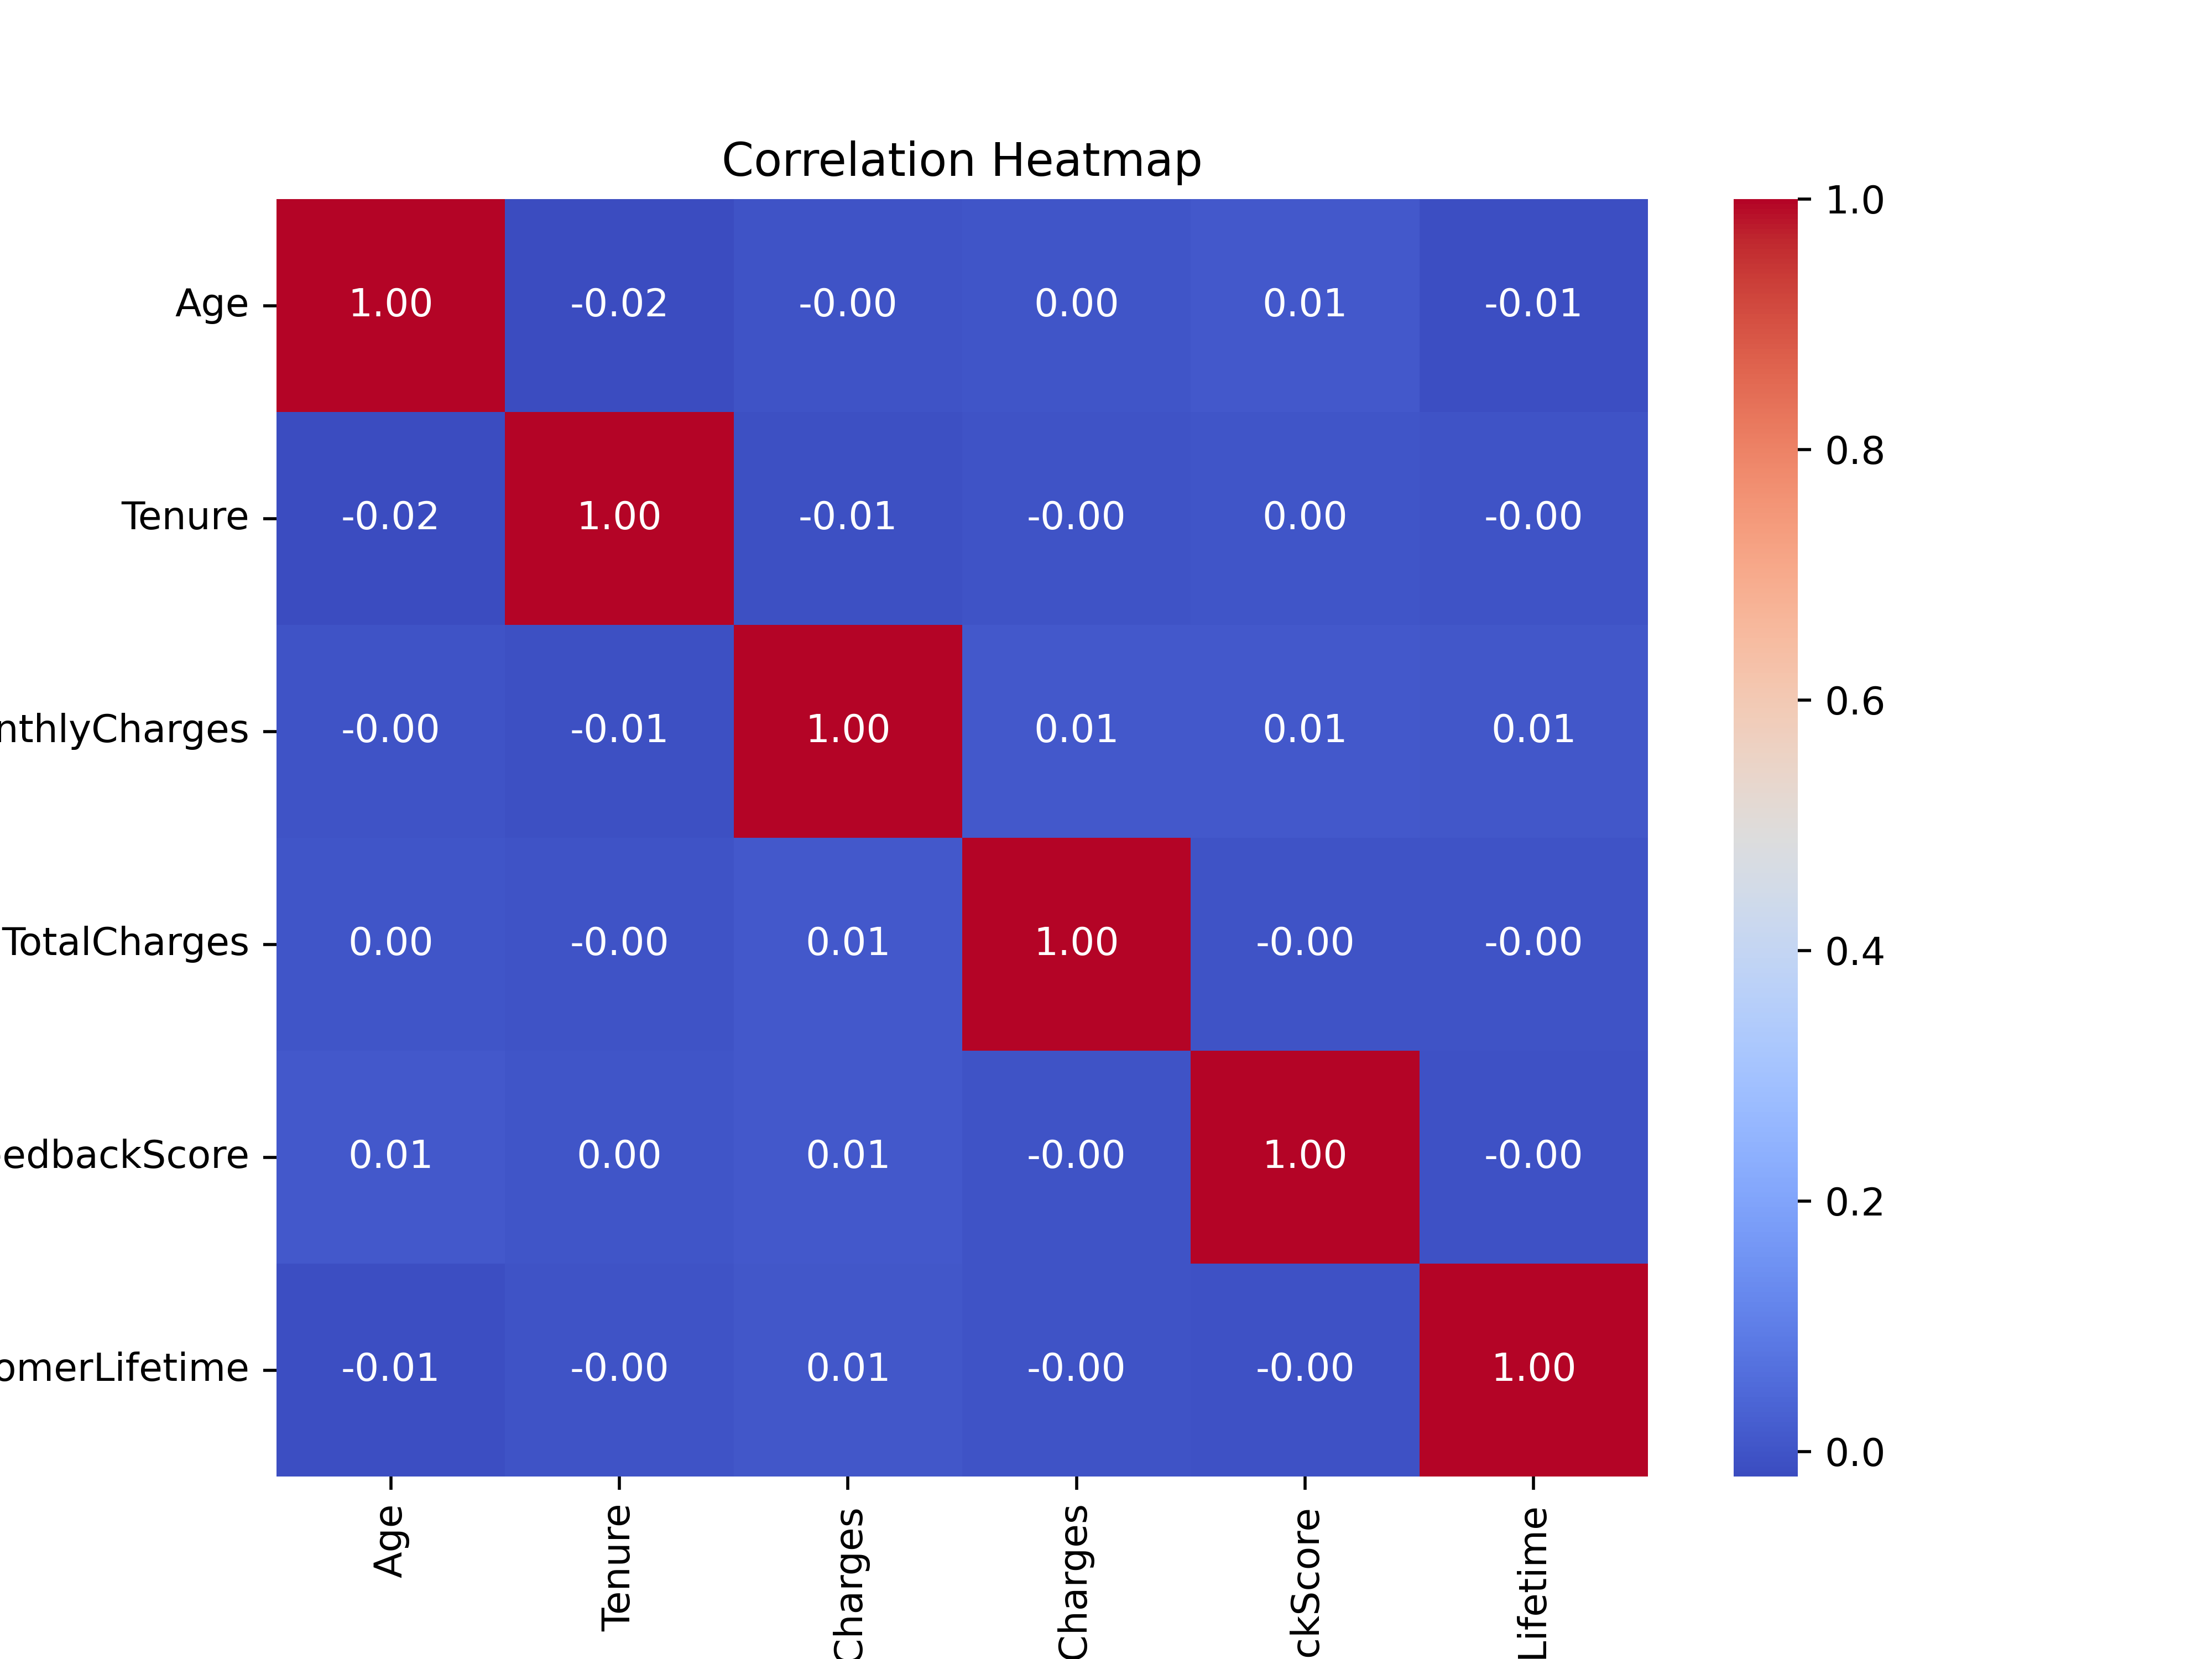 Correlation Heatmap
Age 1.00 -0.02 -0.00 0.00 0.01 -0.01
Tenure -0.02 1.00 -0.01 -0.00 0.00 -0.00
nthlyCharges -0.00 -0.01 1.00 0.01 0.01 0.01
TotalCharges 0.00 -0.00 0.01 1.00 -0.00 -0.00
edbackScore 0.01 0.00 0.01 -0.00 1.00 -0.00
omerLifetime -0.01 -0.00 0.01 -0.00 -0.00 1.00
Age Tenure Charges Charges ckScore Lifetime
1.0
0.8
0.6
0.4
0.2
0.0